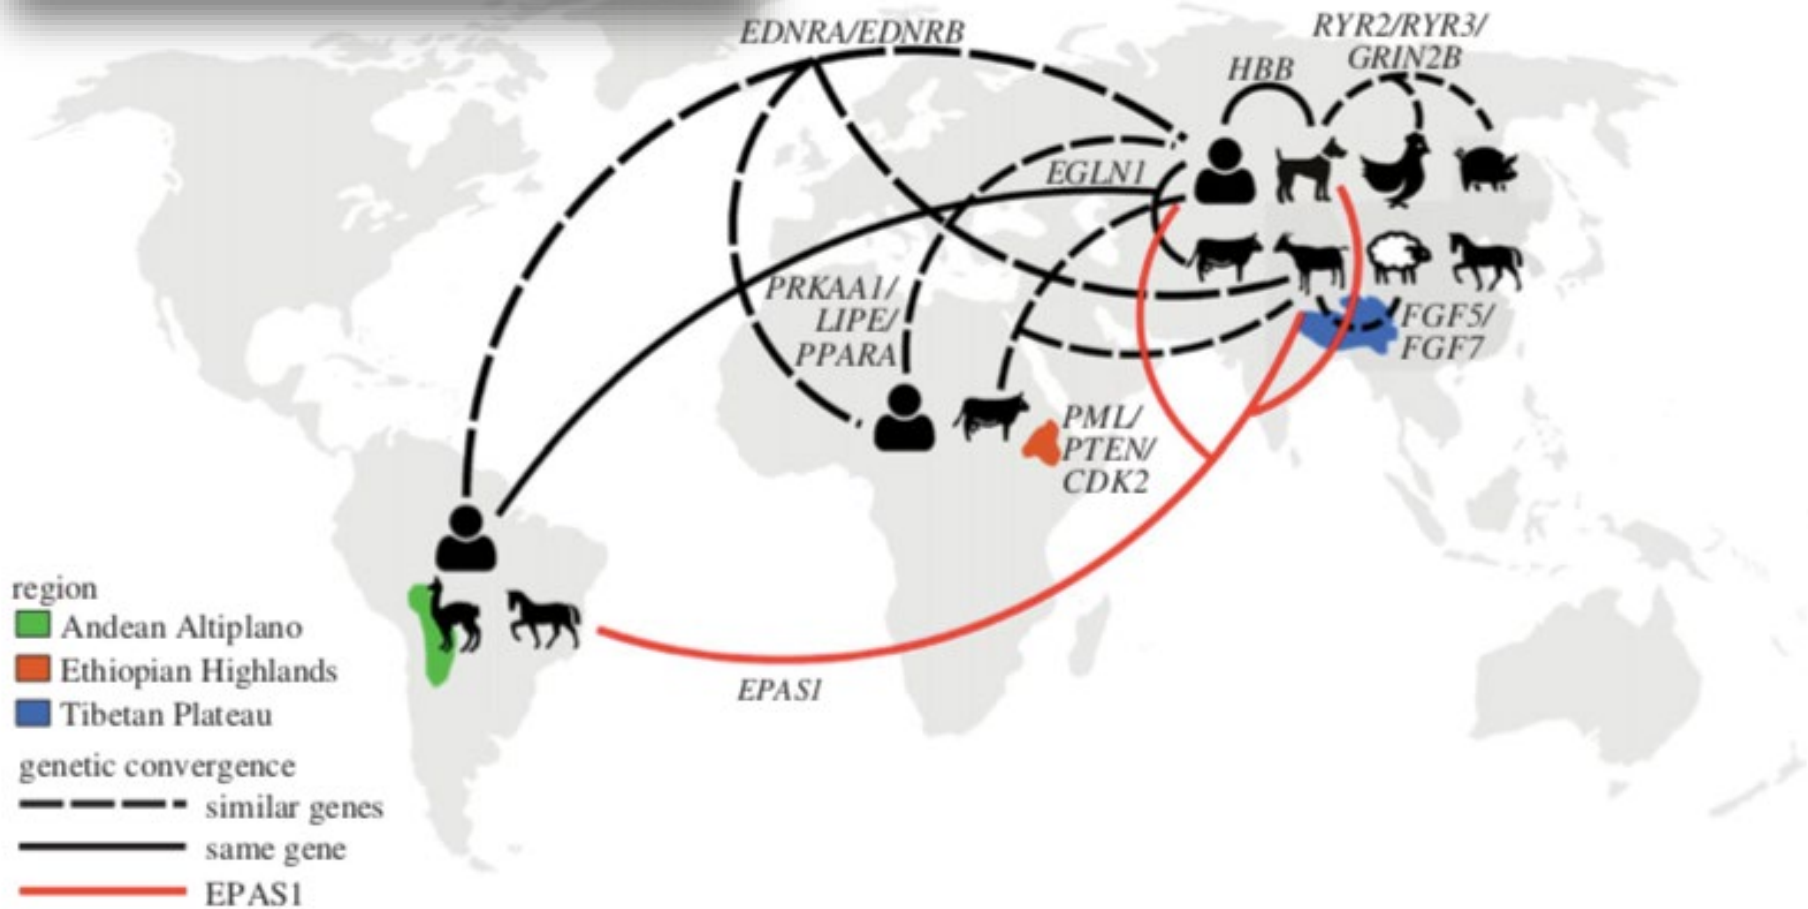 EDNRA/EDNRB
RYR2/RYR3/
GRIN2B
HBB
EGLN1
PRKAA1/
LIPE/
PPARA
FGF5/
FGF7
PML/
PTEN/
CDK2
EPAS1
region
Andean Altiplano
Ethiopian Highlands
Tibetan Plateau
genetic convergence
similar genes
same gene
EPAS1